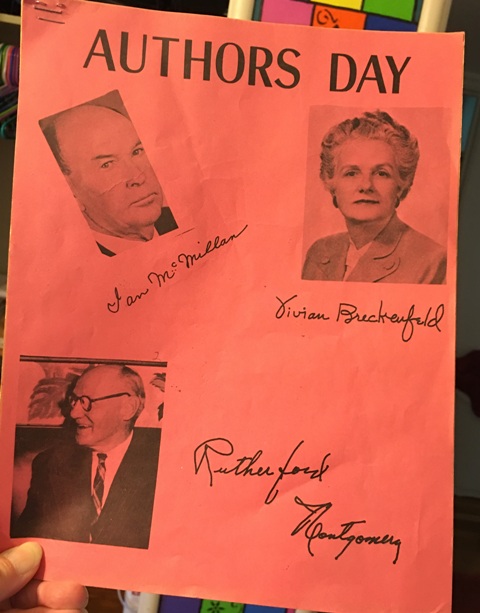 AUTHORS DAY
Ian McMillan
Vivian Breckenfeld
Rutherford
Montgomery